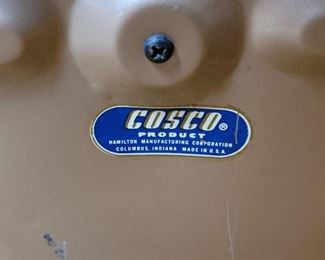 COSCO®
PRODUCT
HAMILTON MANUFACTURING CORPORATION
COLUMBUS, INDIANA MADE IN U.S.A.